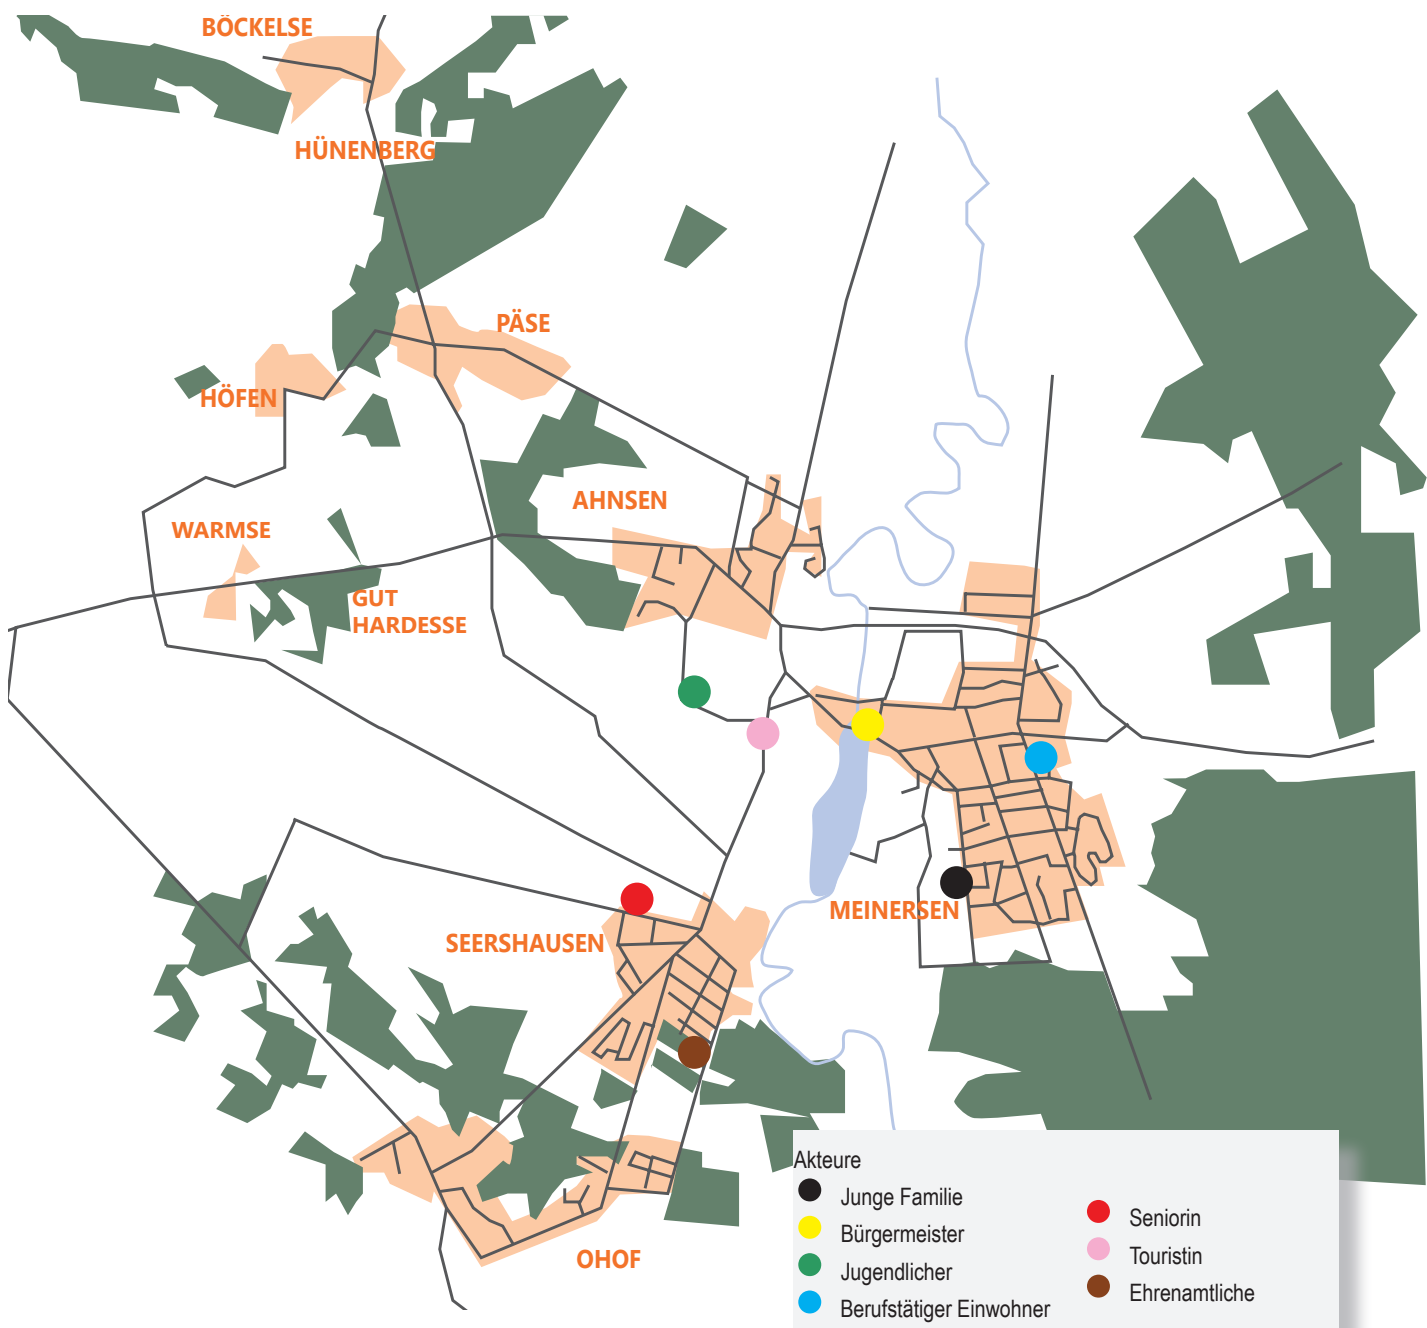 BÖCKELSE
HÜNENBERG
PÄSE
HÖFEN
AHNSEN
WARMSE
GUT
HARDESSE
MEINERSEN
SEERSHAUSEN
OHOF
Akteure
Junge Familie
Bürgermeister
Jugendlicher
Berufstätiger Einwohner
Seniorin
Touristin
Ehrenamtliche